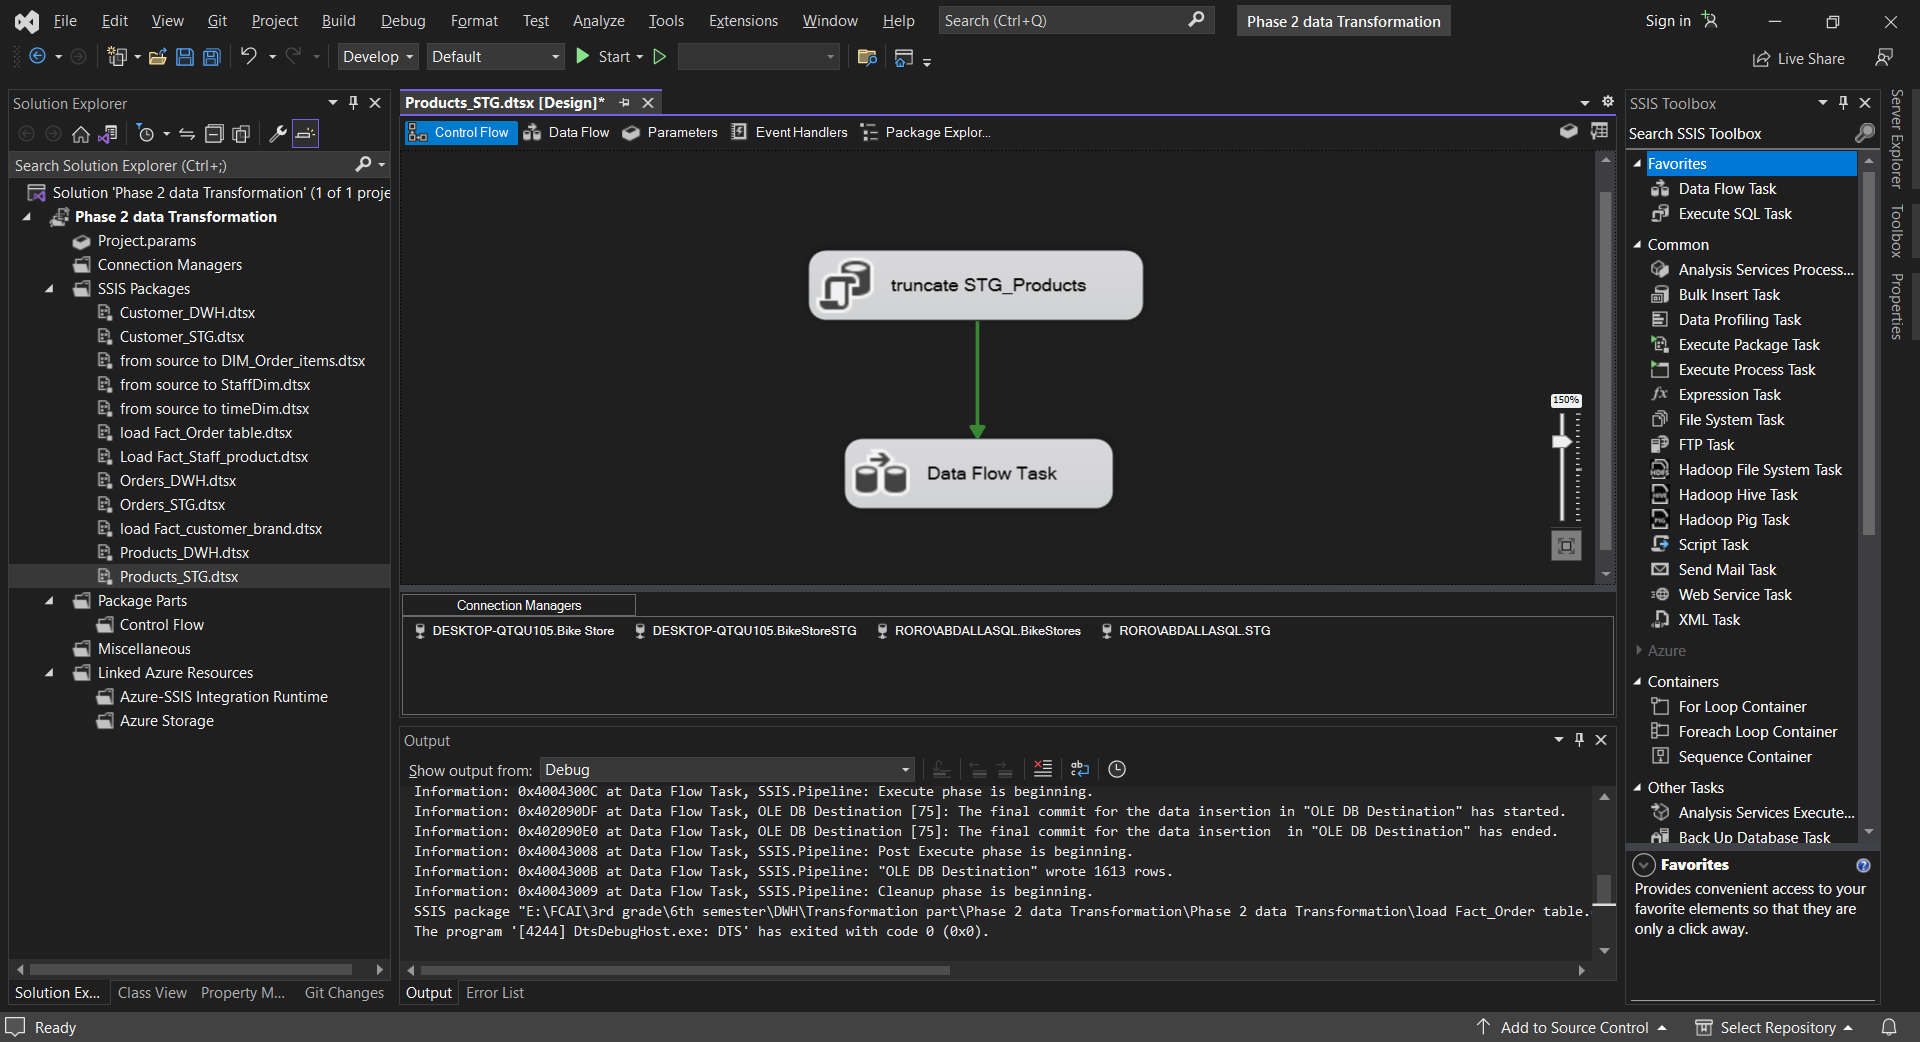 File Edit View Git Project Build Debug Format Test Analyze Tools Extensions Window Help Search (Ctrl+Q) Phase 2 data Transformation Sign in
Develop Default Start Live Share
Solution Explorer
Search Solution Explorer (Ctrl+;)
Solution 'Phase 2 data Transformation' (1 of 1 proje
Phase 2 data Transformation
Project.params
Connection Managers
SSIS Packages
Customer_DWH.dtsx
Customer_STG.dtsx
from source to DIM_Order_items.dtsx
from source to StaffDim.dtsx
from source to timeDim.dtsx
load Fact_Order table.dtsx
Load Fact_Staff_product.dtsx
Orders_DWH.dtsx
Orders_STG.dtsx
load Fact_customer_brand.dtsx
Products_DWH.dtsx
Products_STG.dtsx
Package Parts
Control Flow
Miscellaneous
Linked Azure Resources
Azure-SSIS Integration Runtime
Azure Storage
Solution Ex... Class View Property M... Git Changes
Products_STG.dtsx [Design]*
Control Flow Data Flow Parameters Event Handlers Package Explor...
truncate STG_Products
Data Flow Task
150%
Connection Managers
DESKTOP-QTQU105.Bike Store DESKTOP-QTQU105.BikeStoreSTG RORO\ABDALLASQL.BikeStores RORO\ABDALLASQL.STG
Output
Show output from: Debug
Information: 0x4004300C at Data Flow Task, SSIS.Pipeline: Execute phase is beginning.
Information: 0x402090DF at Data Flow Task, OLE DB Destination [75]: The final commit for the data insertion in "OLE DB Destination" has started.
Information: 0x402090E0 at Data Flow Task, OLE DB Destination [75]: The final commit for the data insertion  in "OLE DB Destination" has ended.
Information: 0x40043008 at Data Flow Task, SSIS.Pipeline: Post Execute phase is beginning.
Information: 0x4004300B at Data Flow Task, SSIS.Pipeline: "OLE DB Destination" wrote 1613 rows.
Information: 0x40043009 at Data Flow Task, SSIS.Pipeline: Cleanup phase is beginning.
SSIS package "E:\FCAI\3rd grade\6th semester\DWH\Transformation part\Phase 2 data Transformation\Phase 2 data Transformation\load Fact_Order table.
The program '[4244] DtsDebugHost.exe: DTS' has exited with code 0 (0x0).
Output Error List
SSIS Toolbox
Search SSIS Toolbox
Favorites
Data Flow Task
Execute SQL Task
Common
Analysis Services Process...
Bulk Insert Task
Data Profiling Task
Execute Package Task
Execute Process Task
Expression Task
File System Task
FTP Task
Hadoop File System Task
Hadoop Hive Task
Hadoop Pig Task
Script Task
Send Mail Task
Web Service Task
XML Task
Azure
Containers
For Loop Container
Foreach Loop Container
Sequence Container
Other Tasks
Analysis Services Execute...
Back Up Database Task
Favorites
Provides convenient access to your
favorite elements so that they are
only a click away.
Server Explorer
Toolbox
Properties
Ready Add to Source Control Select Repository